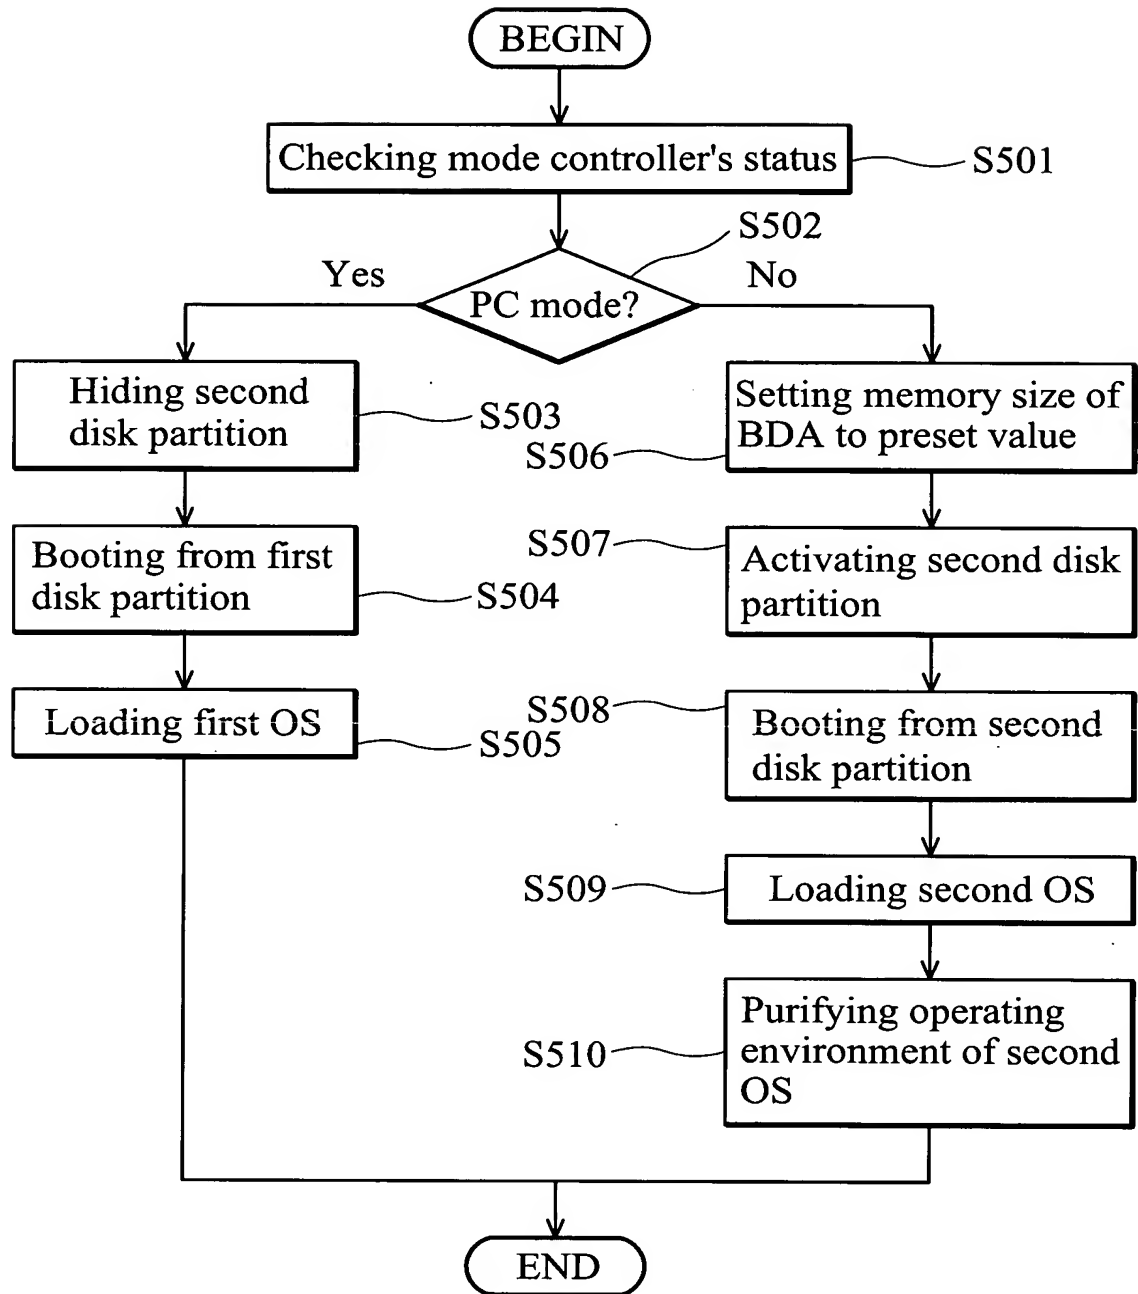 BEGIN
Checking mode controller's status
S501
S502
Yes
No
PC mode?
Hiding second
disk partition
S503
Booting from first
disk partition
S504
Loading first OS
S505
Setting memory size of
BDA to preset value
S506
S507
Activating second disk
partition
S508
Booting from second
disk partition
S509
Loading second OS
S510
Purifying operating
environment of second
OS
END